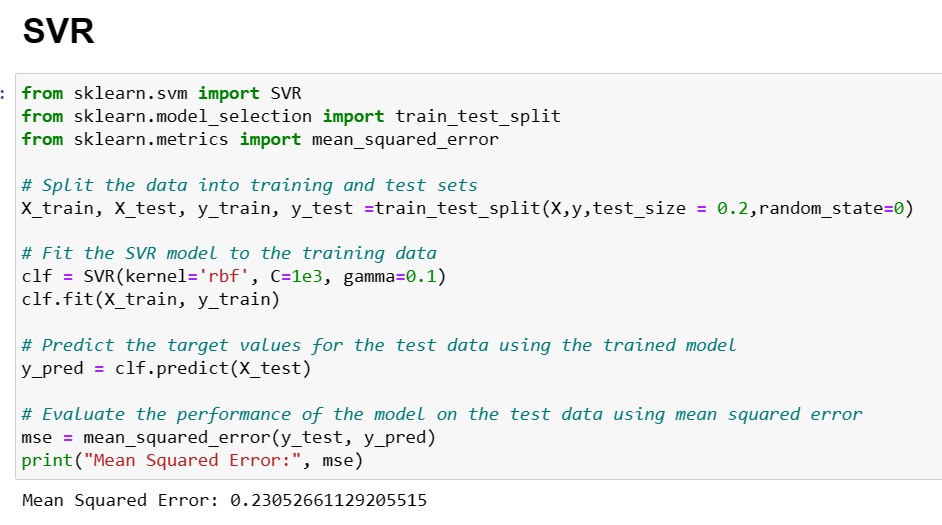 SVR
:
from sklearn.svm import SVR
from sklearn.model_selection import train_test_split
from sklearn.metrics import mean_squared_error
# Split the data into training and test sets
X_train, X_test, y_train, y_test =train_test_split(X,y,test_size = 0.2,random_state=0)
# Fit the SVR model to the training data
clf = SVR(kernel='rbf', C=1e3, gamma=0.1)
clf.fit(X_train, y_train)
# Predict the target values for the test data using the trained model
y_pred = clf.predict(X_test)
# Evaluate the performance of the model on the test data using mean squared error
mse = mean_squared_error(y_test, y_pred)
print("Mean Squared Error:", mse)
Mean Squared Error: 0.23052661129205515